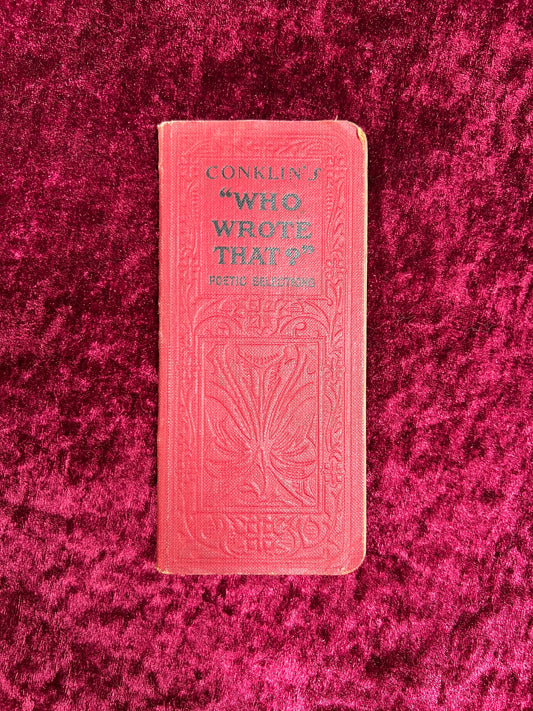 CONKLIN'S
"WHO
WROTE
THAT?"
POETIC SELECTIONS